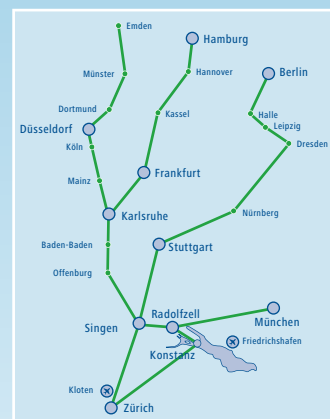 Emden
Hamburg
Münster
Hannover
Berlin
Dortmund
Kassel
Halle
Leipzig
Düsseldorf
Köln
Dresden
Mainz
Frankfurt
Karlsruhe
Nürnberg
Baden-Baden
Stuttgart
Offenburg
Radolfzell
München
Singen
Friedrichshafen
Konstanz
Kloten
Zürich